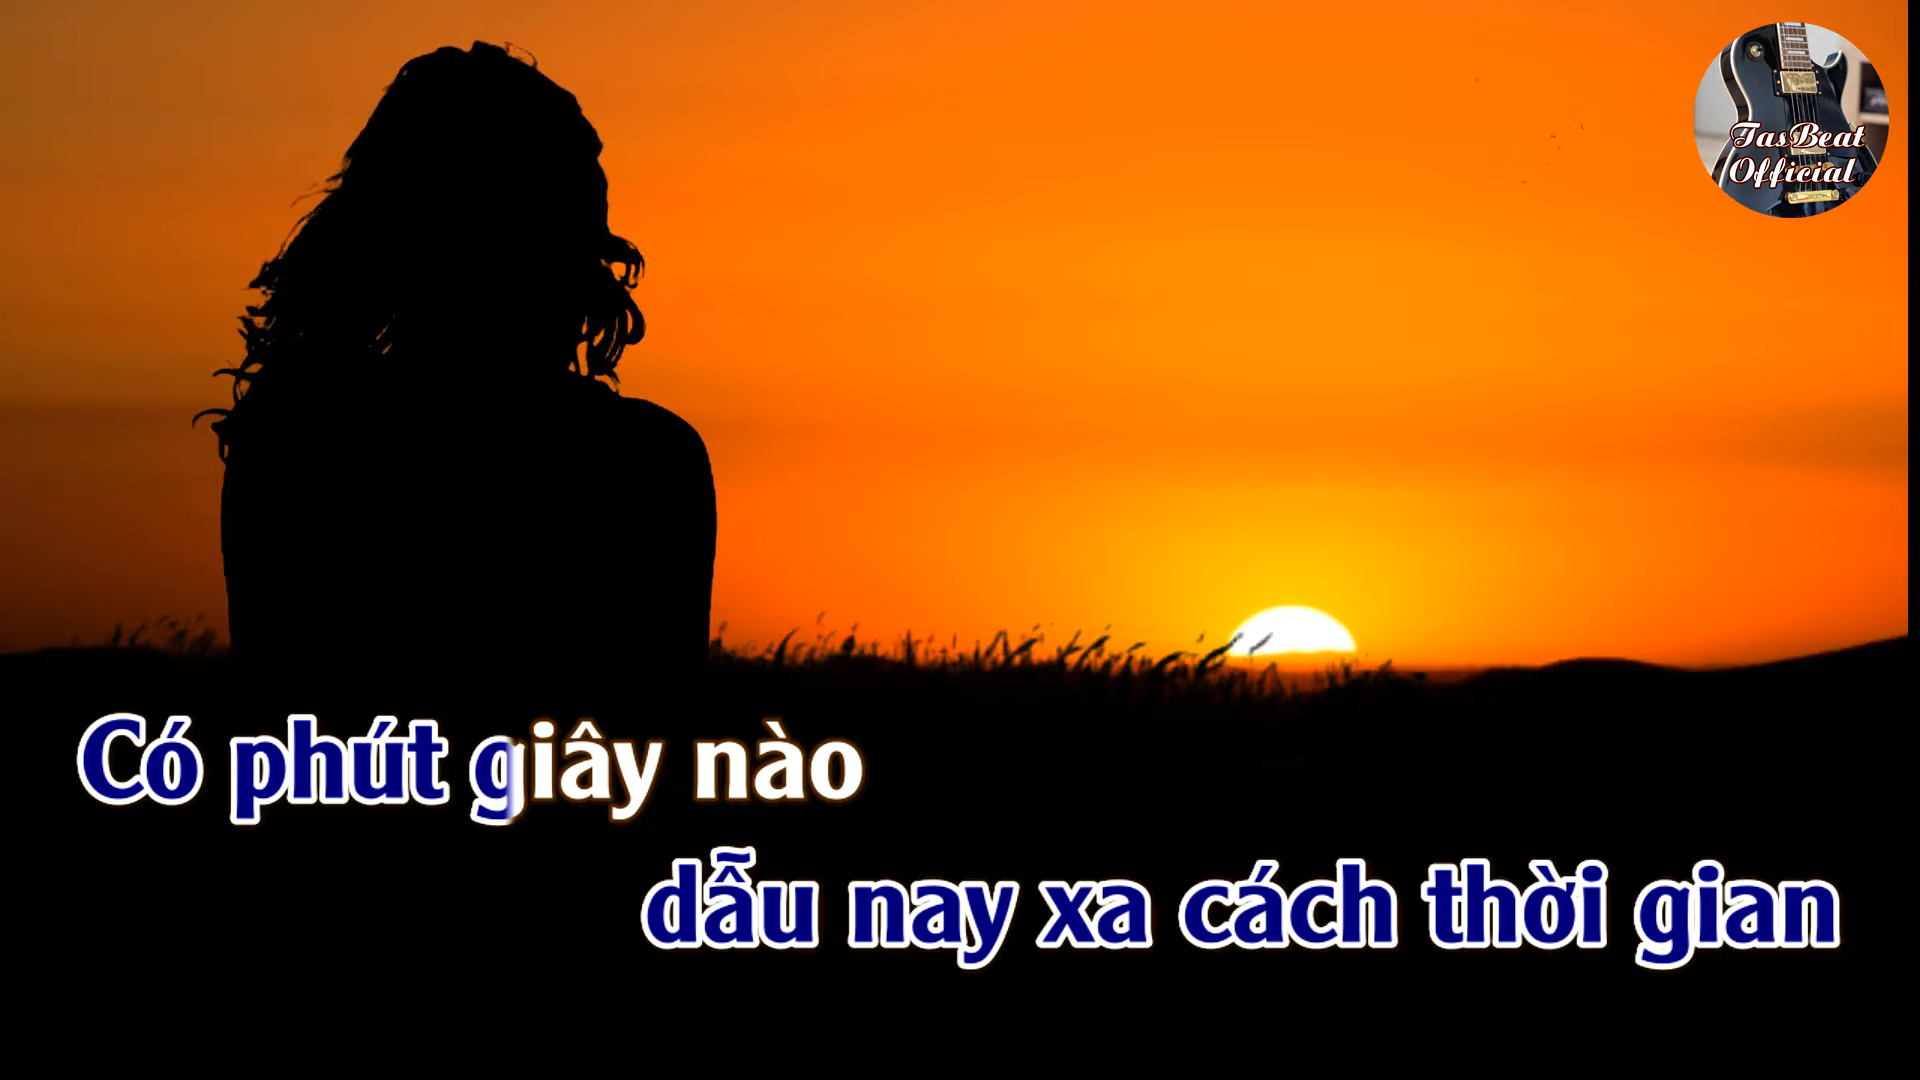 TasBeat
Official
Có phút giây nào
dẫu nay xa cách thời gian